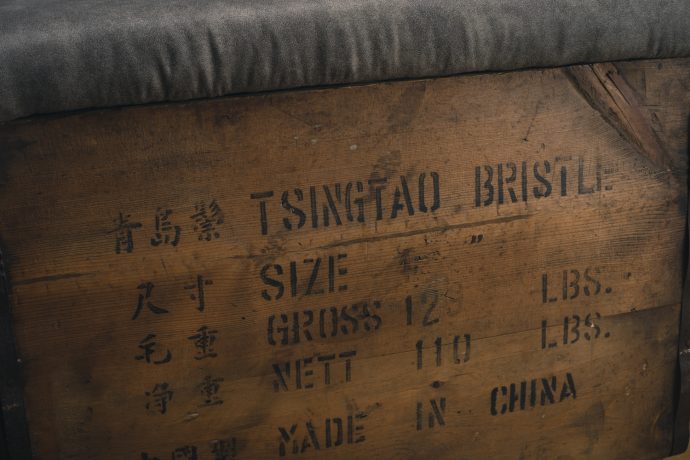 青島鬃 TSINGTAO BRISTLE
尺寸 SIZE "
毛重 GROSS LBS.
净重 NETT 110 LBS.
MADE IN CHINA